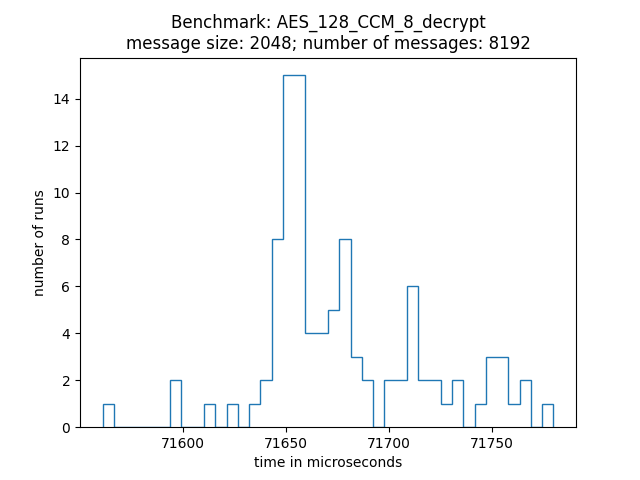 Benchmark: AES_128_CCM_8_decrypt
message size: 2048; number of messages: 8192
14
12
10
8
6
4
2
0
number of runs
71600 71650 71700 71750
time in microseconds